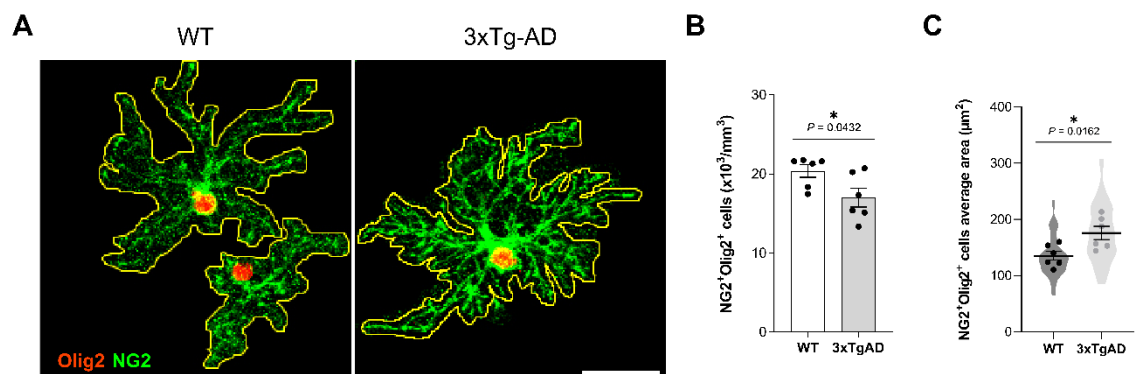 A
WT
3xTg-AD
Olig2 NG2
B
NG2⁺Olig2⁺ cells (x10³/mm³)
30
20
10
0
*
P = 0.0432
WT
3xTgAD
C
NG2⁺Olig2⁺ cells average area (µm²)
400
300
200
100
0
*
P = 0.0162
WT
3xTgAD